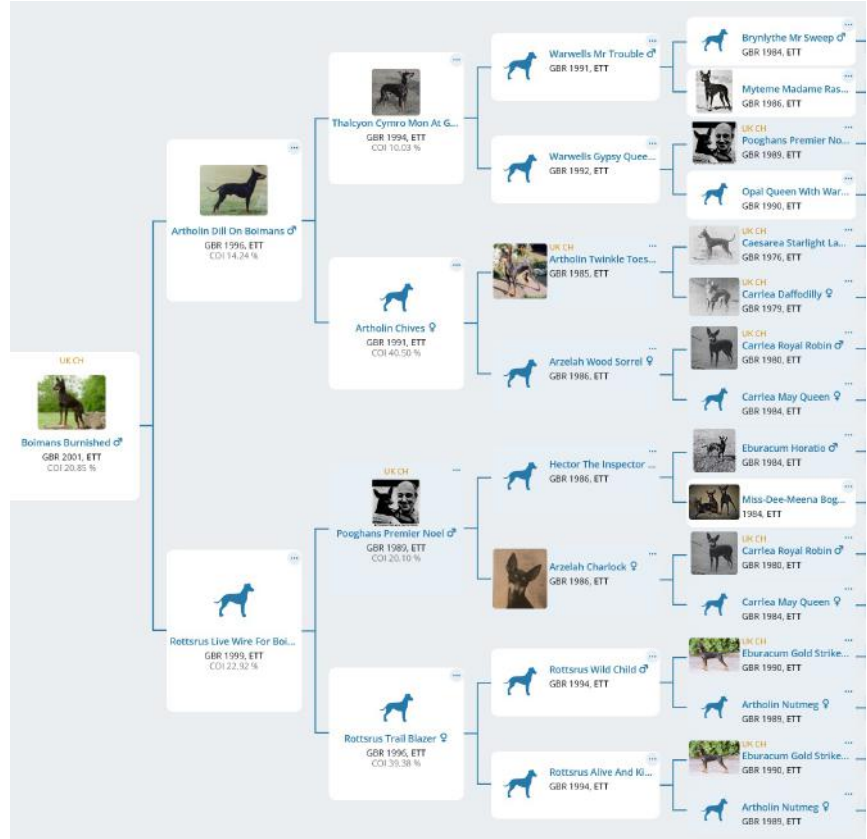 UK CH
Boimans Burnished ♂
GBR 2001, ETT
COI 20.85 %
Artholin Dill On Boimans ♂
GBR 1996, ETT
COI 14.24 %
Rottsrus Live Wire For Boi...
GBR 1999, ETT
COI 22.92 %
Thalcyon Cymro Mon At G...
GBR 1994, ETT
COI 10.03 %
Artholin Chives ♀
GBR 1991, ETT
COI 40.50 %
UK CH
Pooghans Premier Noel ♂
GBR 1989, ETT
COI 20.10 %
Rottsrus Trail Blazer ♀
GBR 1996, ETT
COI 39.38 %
Warwells Mr Trouble ♂
GBR 1991, ETT
Warwells Gypsy Quee...
GBR 1992, ETT
UK CH
Artholin Twinkle Toes...
GBR 1985, ETT
Arzelah Wood Sorrel ♀
GBR 1986, ETT
Hector The Inspector ...
GBR 1986, ETT
Arzelah Charlock ♀
GBR 1986, ETT
Rottsrus Wild Child ♂
GBR 1994, ETT
Rottsrus Alive And Ki...
GBR 1994, ETT
Brynlythe Mr Sweep ♂
GBR 1984, ETT
Myteme Madame Ras...
GBR 1986, ETT
UK CH
Pooghans Premier No...
GBR 1989, ETT
Opal Queen With War...
GBR 1990, ETT
UK CH
Caesarea Starlight La...
GBR 1976, ETT
UK CH
Carrlea Daffodilly ♀
GBR 1979, ETT
UK CH
Carrlea Royal Robin ♂
GBR 1980, ETT
Carrlea May Queen ♀
GBR 1984, ETT
Eburacum Horatio ♂
GBR 1984, ETT
Miss-Dee-Meena Bog...
1984, ETT
UK CH
Carrlea Royal Robin ♂
GBR 1980, ETT
Carrlea May Queen ♀
GBR 1984, ETT
UK CH
Eburacum Gold Strike...
GBR 1990, ETT
Artholin Nutmeg ♀
GBR 1989, ETT
UK CH
Eburacum Gold Strike...
GBR 1990, ETT
Artholin Nutmeg ♀
GBR 1989, ETT